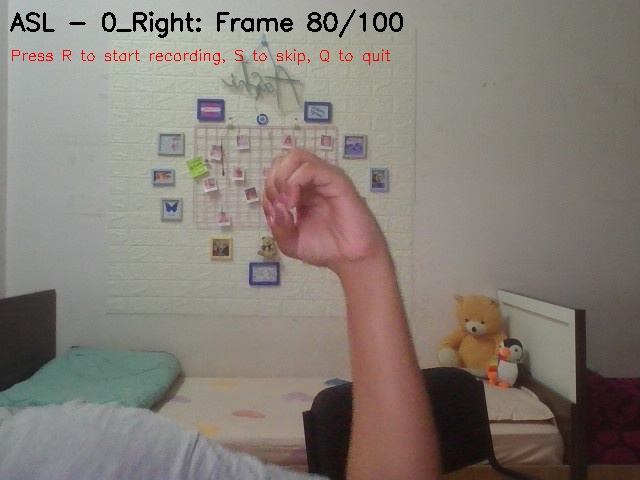 ASL - 0_Right: Frame 80/100
Press R to start recording, S to skip, Q to quit